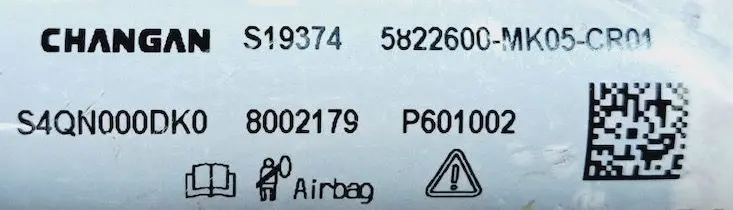 CHANGAN S19374 5822600-MK05-CR01
S4QN000DK0 8002179 P601002
Airbag